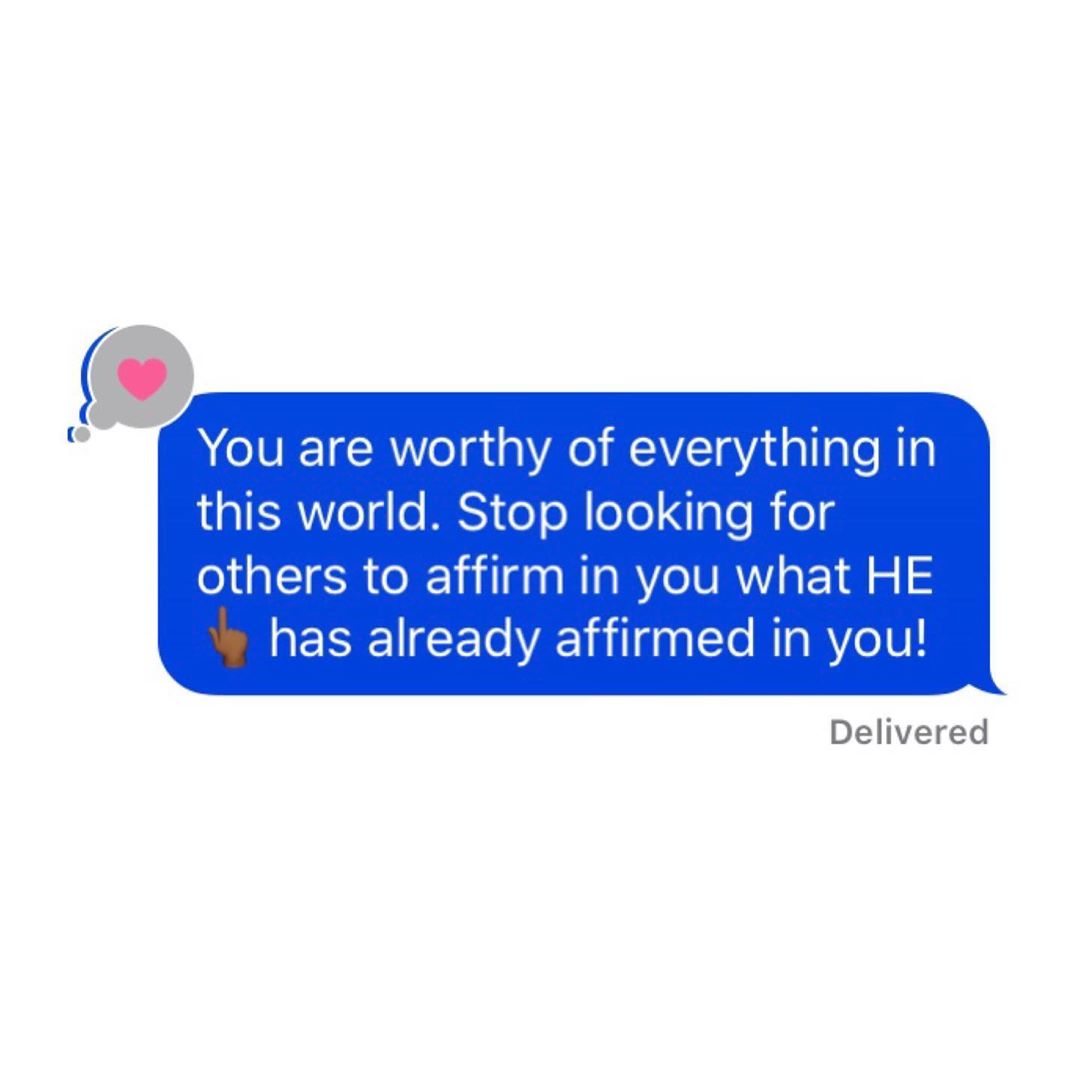 You are worthy of everything in
this world. Stop looking for
others to affirm in you what HE
👆🏾 has already affirmed in you!
Delivered